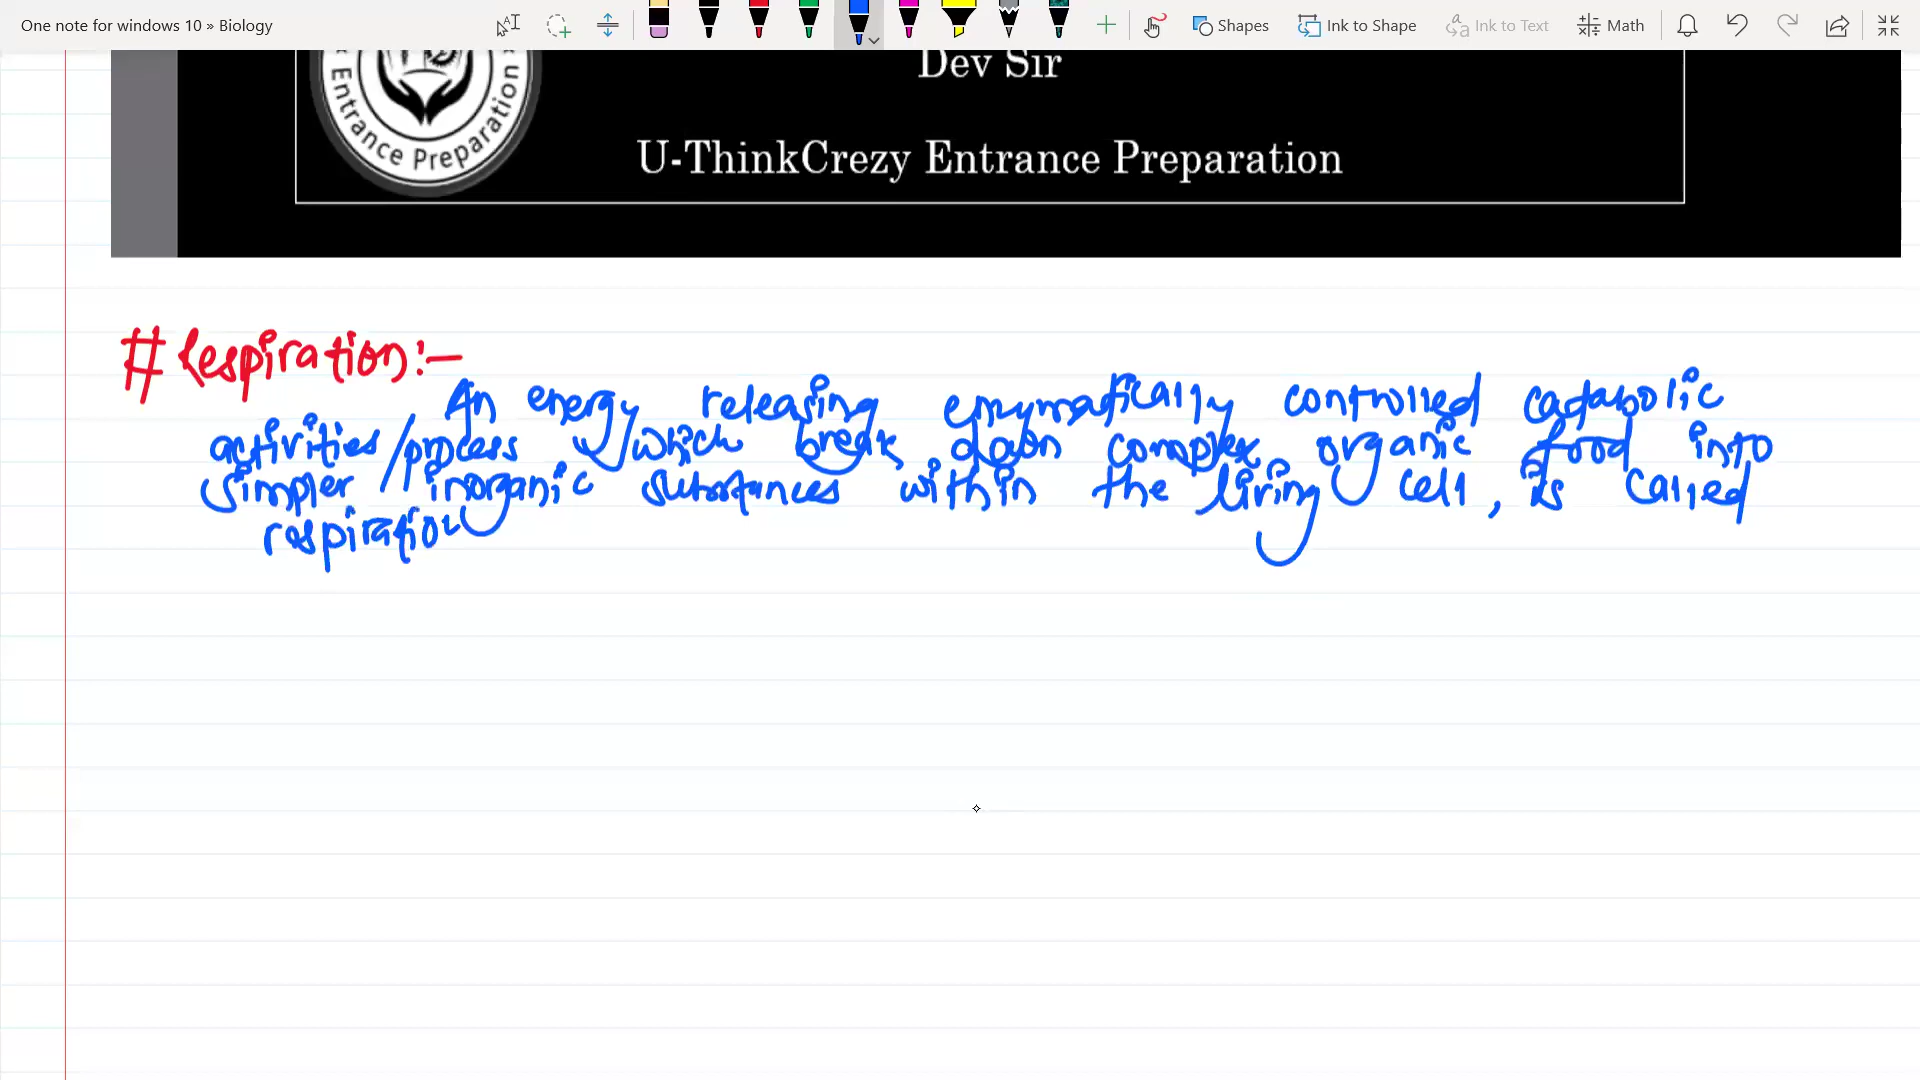 One note for windows 10 » Biology
Shapes
Ink to Shape
Ink to Text
Math
Dev Sir
Entrance Preparation
U-ThinkCrezy Entrance Preparation
# Respiration:-
An energy releasing enzymatically controlled catabolic
activities/process which break down complex organic food into
simpler inorganic substances within the living cell, is called
respiration